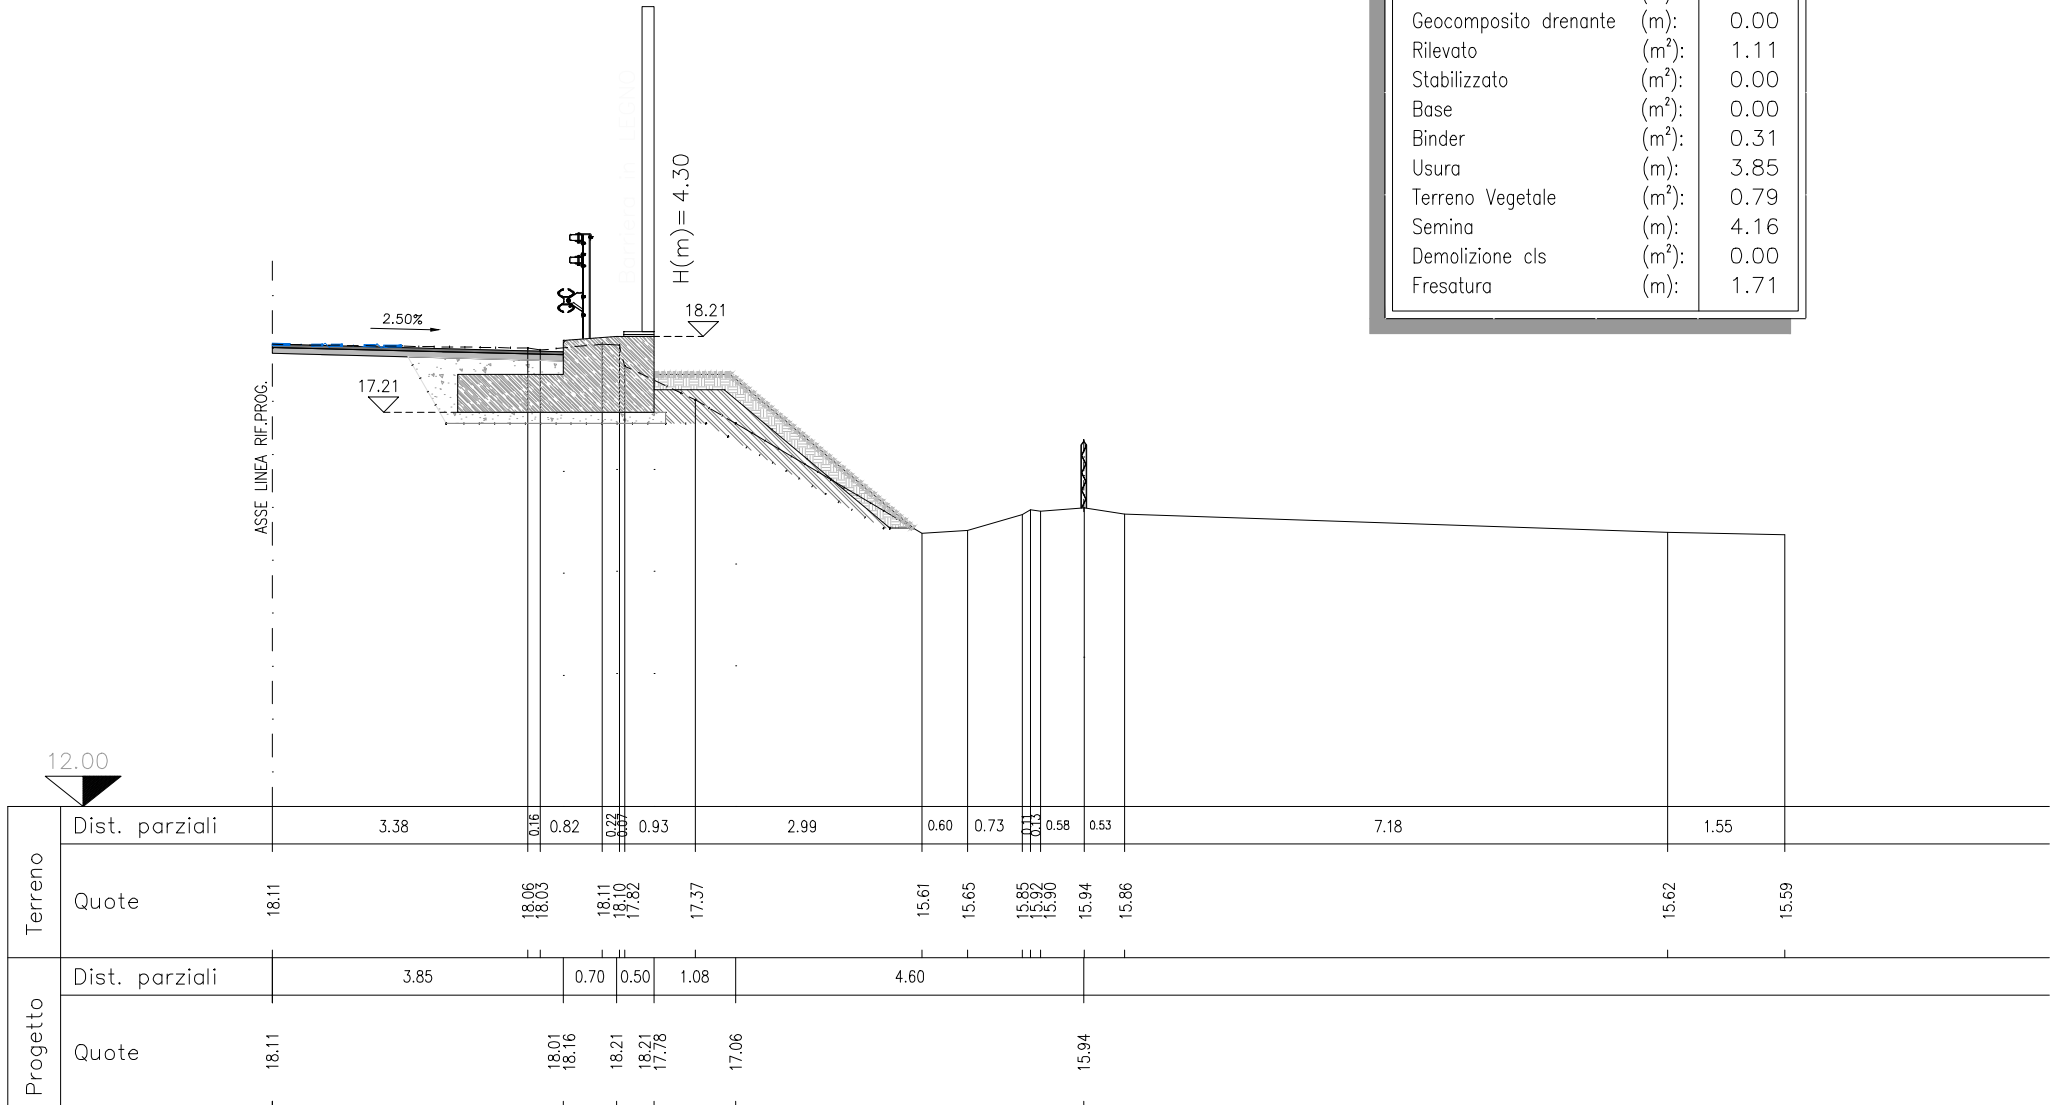 Geocomposito drenante (m): 0.00
Rilevato (m²): 1.11
Stabilizzato (m²): 0.00
Base (m²): 0.00
Binder (m²): 0.31
Usura (m): 3.85
Terreno Vegetale (m²): 0.79
Semina (m): 4.16
Demolizione cls (m²): 0.00
Fresatura (m): 1.71
H(m)= 4.30
18.21
2.50%
17.21
ASSE LINEA RIF.PROG.
12.00
Terreno
Dist. parziali 3.38 0.16 0.82 0.22 0.07 0.93 2.99 0.60 0.73 0.11 0.13 0.58 0.53 7.18 1.55
Quote 18.11 18.06 18.03 18.11 18.10 17.82 17.37 15.61 15.65 15.85 15.92 15.90 15.94 15.86 15.62 15.59
Progetto
Dist. parziali 3.85 0.70 0.50 1.08 4.60
Quote 18.11 18.01 18.16 18.21 18.21 17.78 17.06 15.94